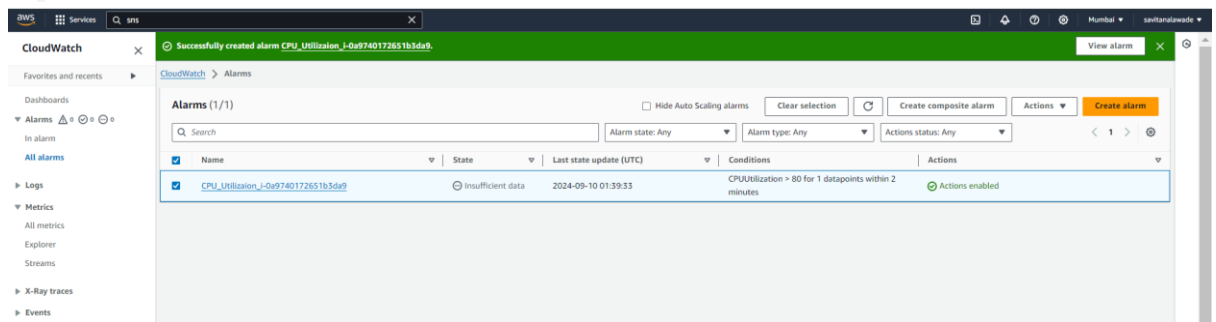 aws Services sns Mumbai savitanalawade
CloudWatch
Successfully created alarm CPU_Utilizaion_i-0a9740172651b3da9. View alarm
Favorites and recents
CloudWatch > Alarms
Dashboards
Alarms 0 0 0
In alarm
All alarms
Logs
Metrics
All metrics
Explorer
Streams
X-Ray traces
Events
Alarms (1/1) Hide Auto Scaling alarms Clear selection Create composite alarm Actions Create alarm
Search Alarm state: Any Alarm type: Any Actions status: Any < 1 >
Name State Last state update (UTC) Conditions Actions
CPU_Utilizaion_i-0a9740172651b3da9 Insufficient data 2024-09-10 01:39:33 CPUUtilization > 80 for 1 datapoints within 2
minutes Actions enabled